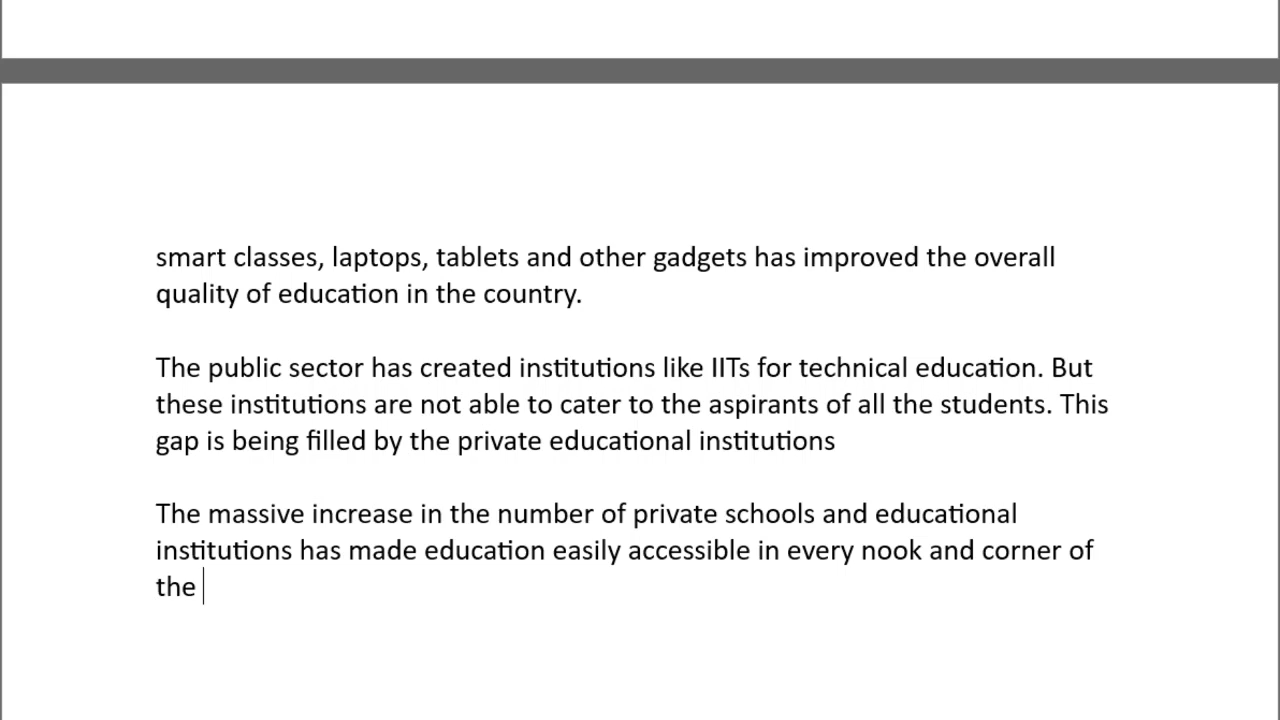 smart classes, laptops, tablets and other gadgets has improved the overall
quality of education in the country.
The public sector has created institutions like IITs for technical education. But
these institutions are not able to cater to the aspirants of all the students. This
gap is being filled by the private educational institutions
The massive increase in the number of private schools and educational
institutions has made education easily accessible in every nook and corner of
the